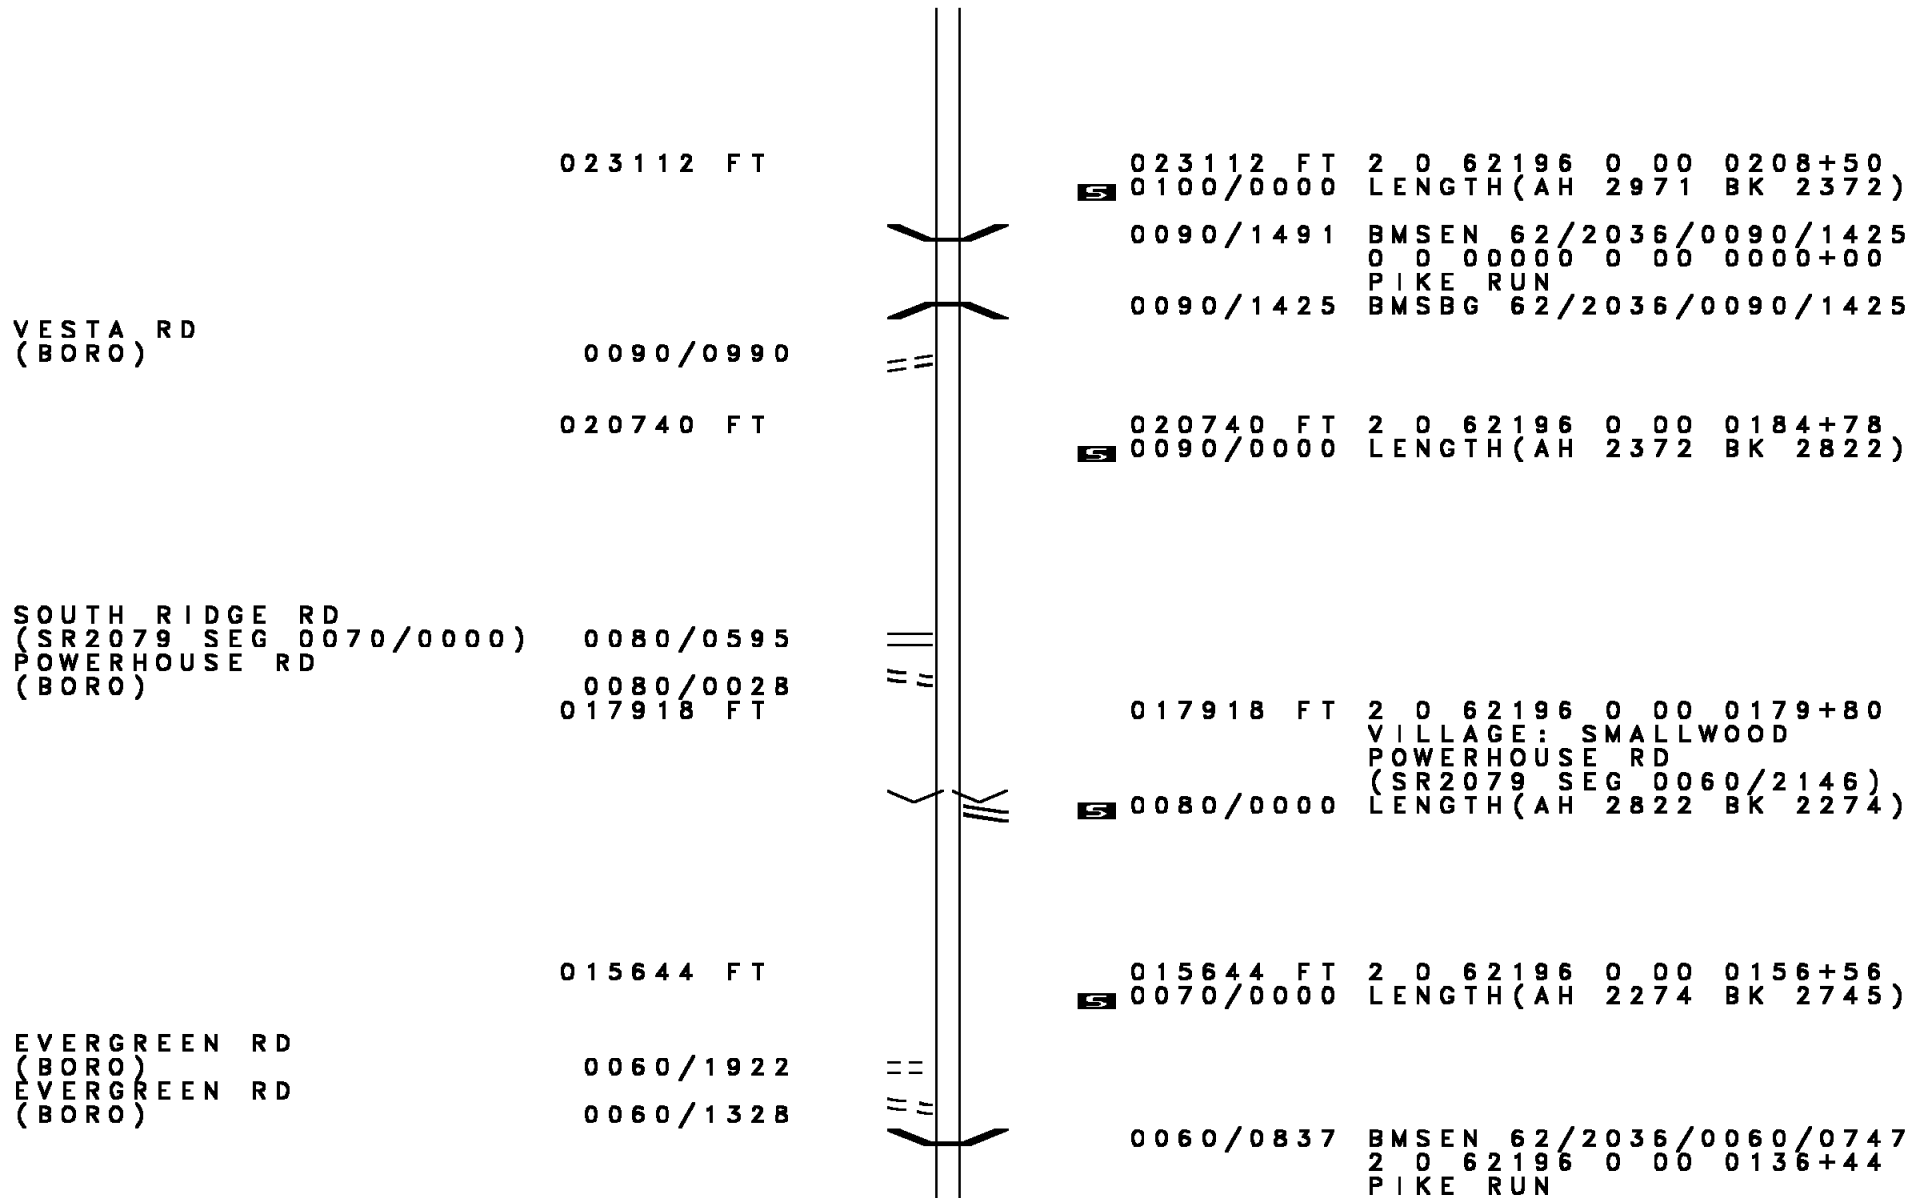 023112 FT 023112 FT 2 0 62196 0 00 0208+50
S 0100/0000 LENGTH(AH 2971 BK 2372)
0090/1491 BMSEN 62/2036/0090/1425
0 0 00000 0 00 0000+00
PIKE RUN
0090/1425 BMSBG 62/2036/0090/1425
VESTA RD
(BORO) 0090/0990
020740 FT 020740 FT 2 0 62196 0 00 0184+78
S 0090/0000 LENGTH(AH 2372 BK 2822)
SOUTH RIDGE RD
(SR2079 SEG 0070/0000) 0080/0595
POWERHOUSE RD
(BORO) 0080/0028
017918 FT 017918 FT 2 0 62196 0 00 0179+80
VILLAGE: SMALLWOOD
POWERHOUSE RD
(SR2079 SEG 0060/2146)
S 0080/0000 LENGTH(AH 2822 BK 2274)
015644 FT 015644 FT 2 0 62196 0 00 0156+56
S 0070/0000 LENGTH(AH 2274 BK 2745)
EVERGREEN RD
(BORO) 0060/1922
EVERGREEN RD
(BORO) 0060/1328
0060/0837 BMSEN 62/2036/0060/0747
2 0 62196 0 00 0136+44
PIKE RUN